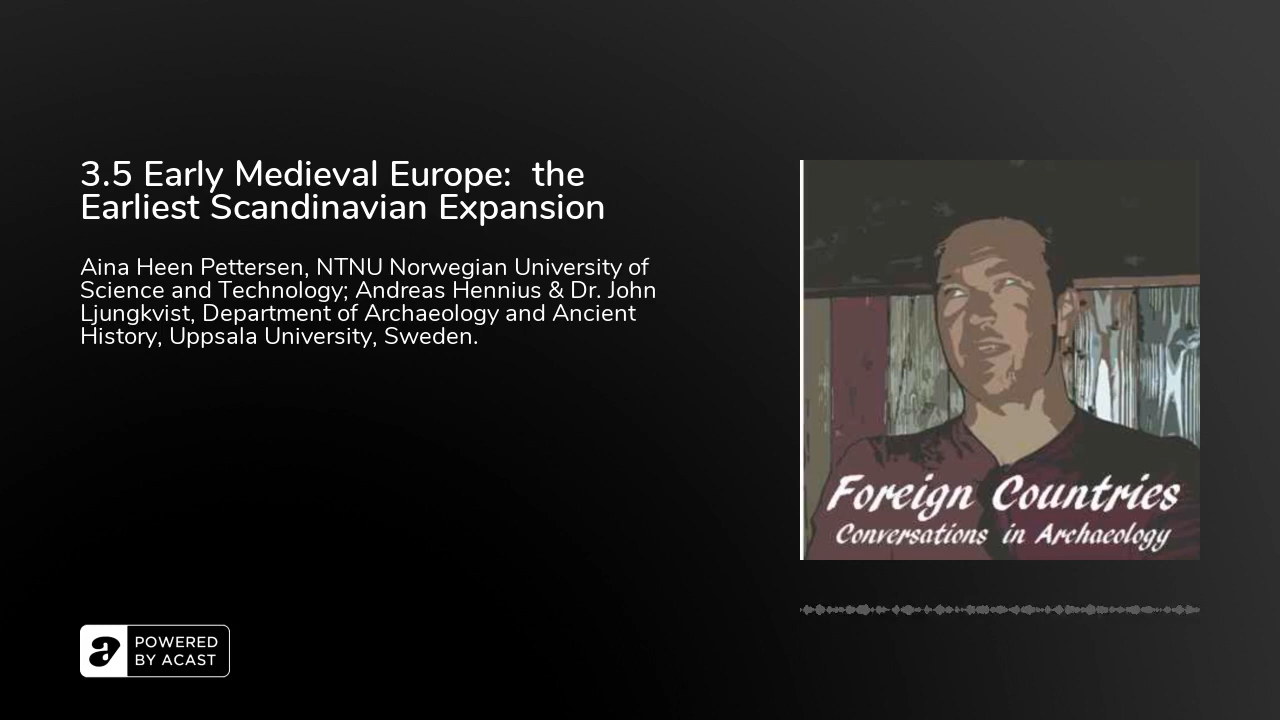 3.5 Early Medieval Europe:  the
Earliest Scandinavian Expansion
Aina Heen Pettersen, NTNU Norwegian University of
Science and Technology; Andreas Hennius & Dr. John
Ljungkvist, Department of Archaeology and Ancient
History, Uppsala University, Sweden.
Foreign Countries
Conversations in Archaeology
a POWERED
BY ACAST